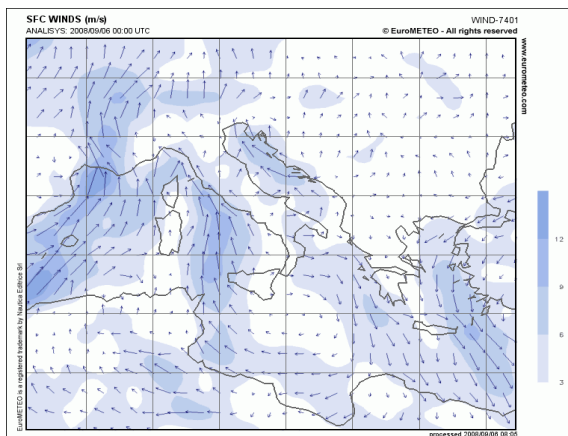 SFC WINDS (m/s)
WIND-7401
ANALISYS: 2008/09/06 00:00 UTC
© EuroMETEO - All rights reserved
www.eurometeo.com
12
9
6
3
EuroMETEO is a registered trademark by Nautica Editrice Srl
processed 2008/09/06 08:05